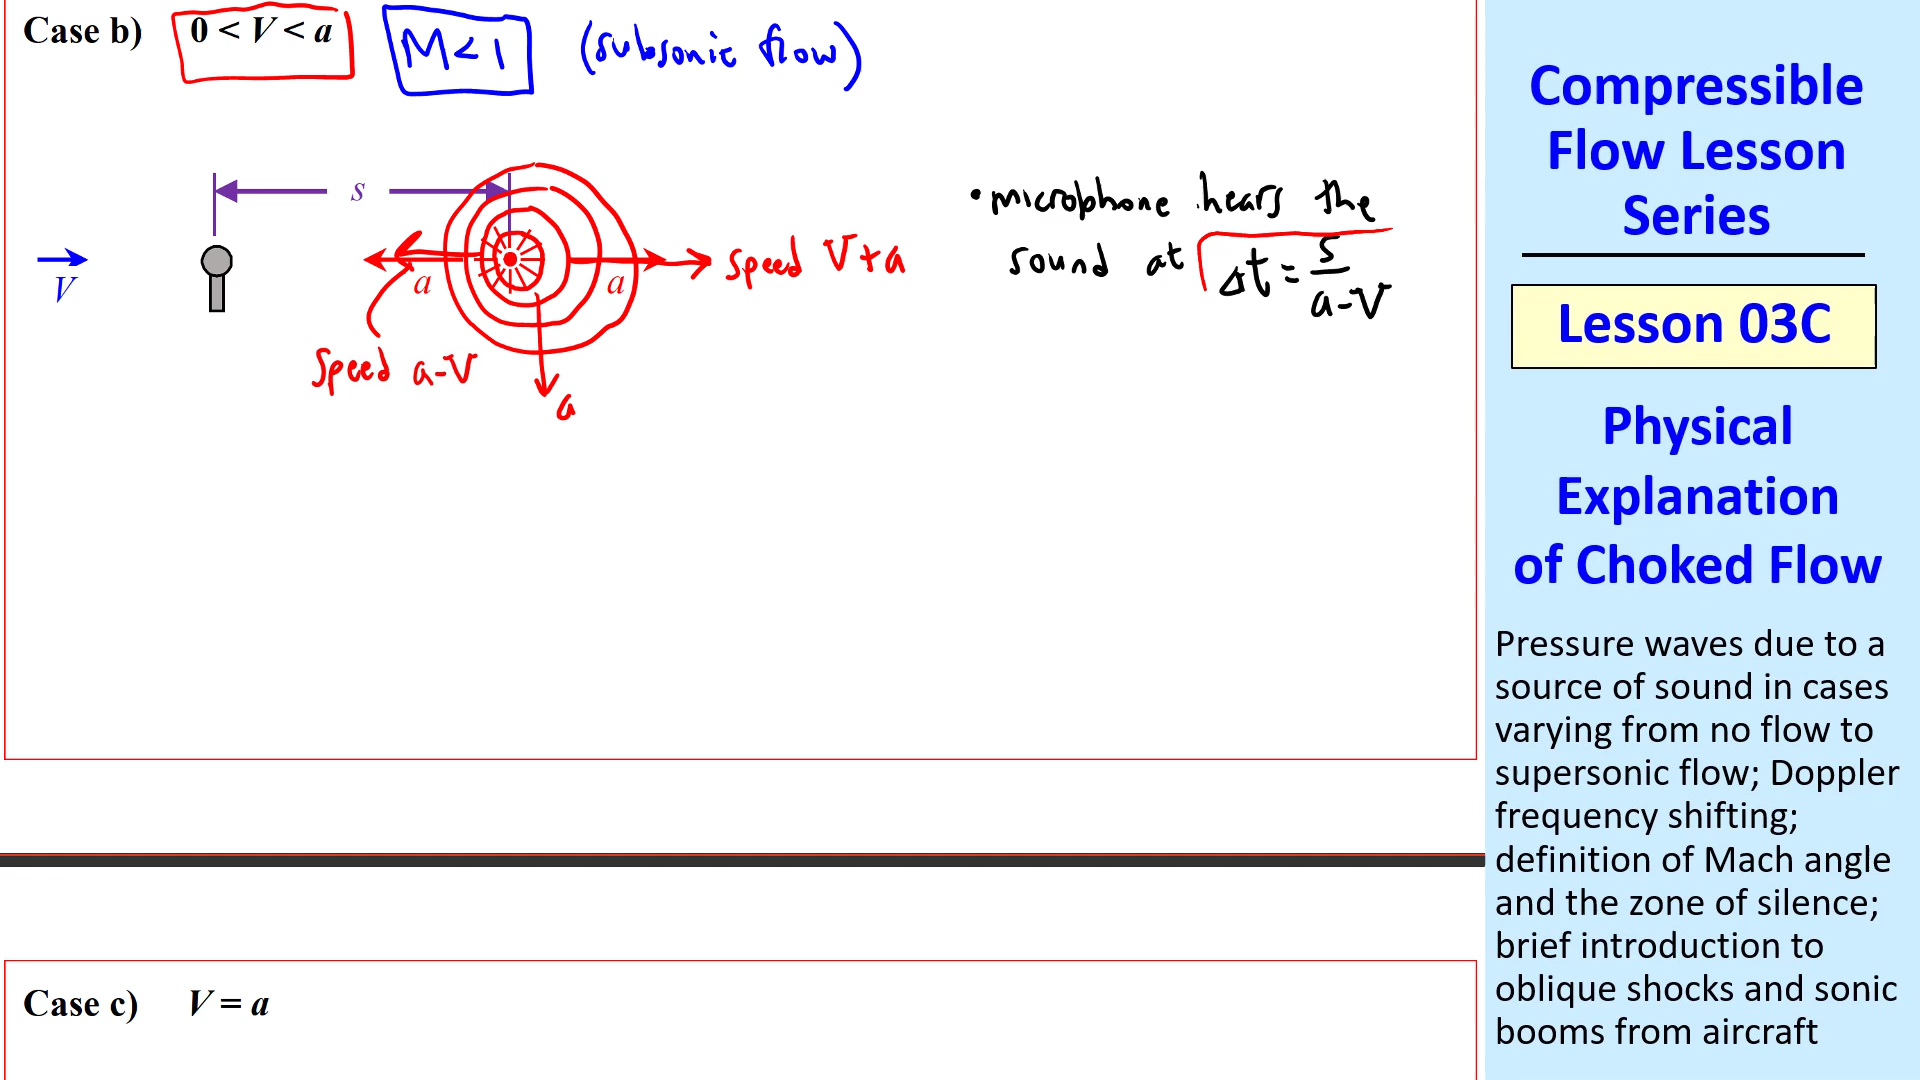 Case b) 0 < V < a M < 1 (subsonic flow)
s
• microphone hears the
sound at Δt = s/(a-V)
V
a
a
speed V+a
speed a-V
a
Case c) V = a
Compressible
Flow Lesson
Series
Lesson 03C
Physical
Explanation
of Choked Flow
Pressure waves due to a
source of sound in cases
varying from no flow to
supersonic flow; Doppler
frequency shifting;
definition of Mach angle
and the zone of silence;
brief introduction to
oblique shocks and sonic
booms from aircraft